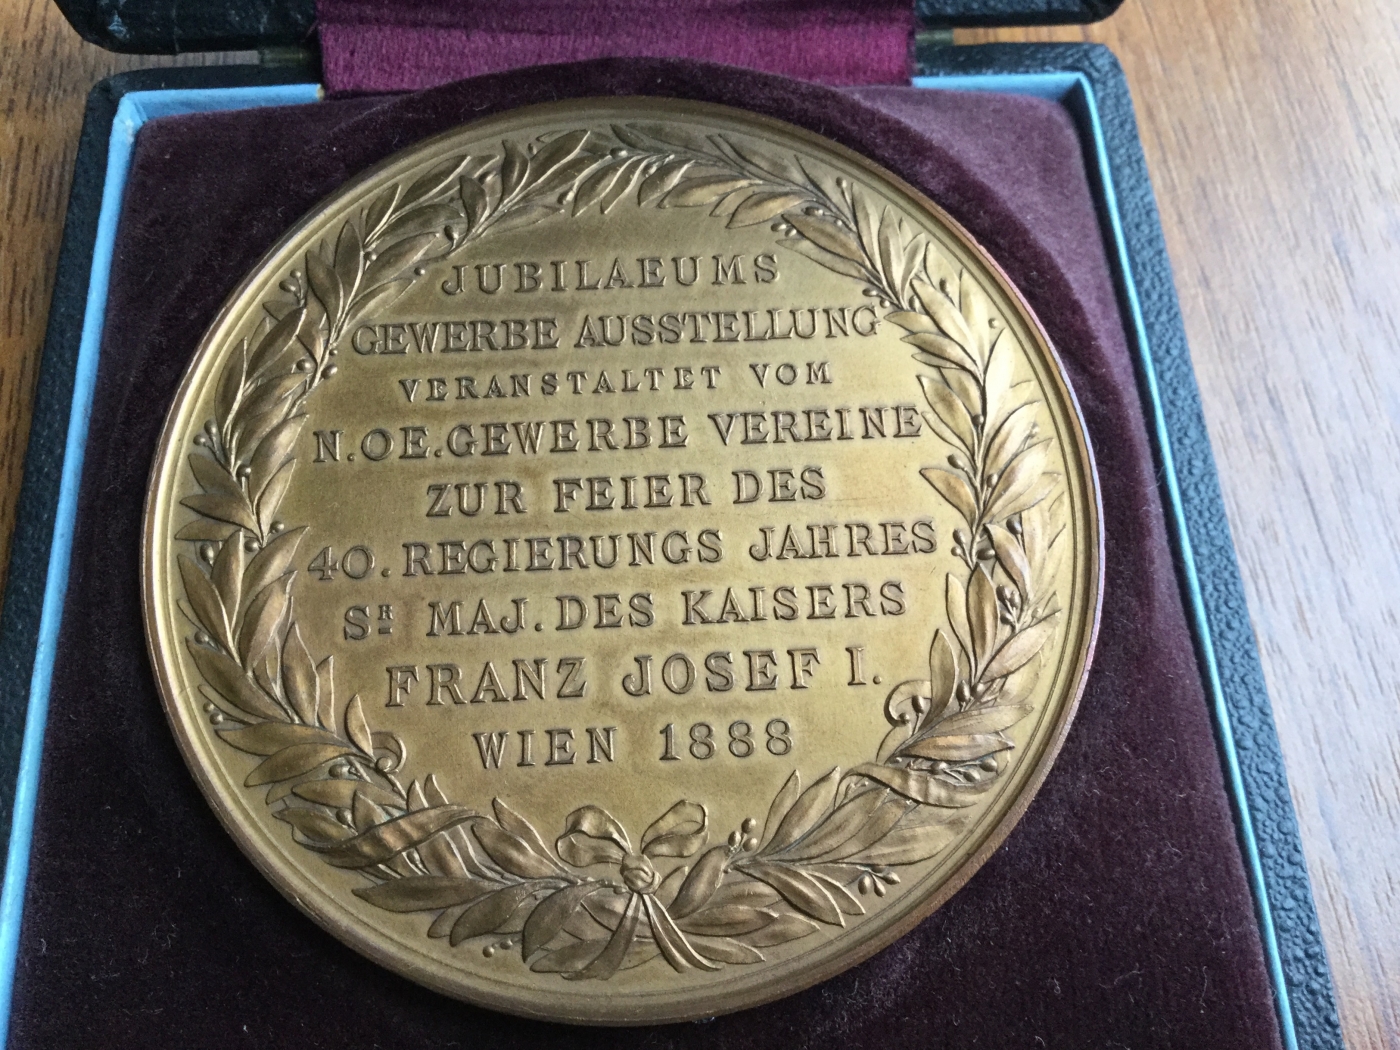 JUBILAEUMS
GEWERBE AUSSTELLUNG
VERANSTALTET VOM
N.OE.GEWERBE VEREINE
ZUR FEIER DES
40. REGIERUNGS JAHRES
SR MAJ. DES KAISERS
FRANZ JOSEF I.
WIEN 1888